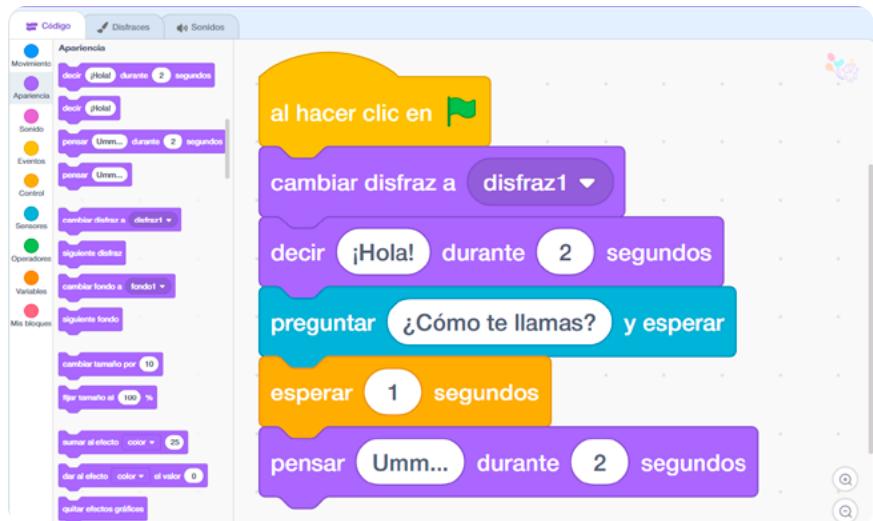 Código
Disfraces
Sonidos
Movimiento
Apariencia
Sonido
Eventos
Control
Sensores
Operadores
Variables
Mis bloques
Apariencia
decir ¡Hola! durante 2 segundos
decir ¡Hola!
pensar Umm... durante 2 segundos
pensar Umm...
cambiar disfraz a disfraz1
siguiente disfraz
cambiar fondo a fondo1
siguiente fondo
cambiar tamaño por 10
fijar tamaño al 100 %
sumar al efecto color 25
dar al efecto color el valor 0
quitar efectos gráficos
al hacer clic en
cambiar disfraz a disfraz1
decir ¡Hola! durante 2 segundos
preguntar ¿Cómo te llamas? y esperar
esperar 1 segundos
pensar Umm... durante 2 segundos